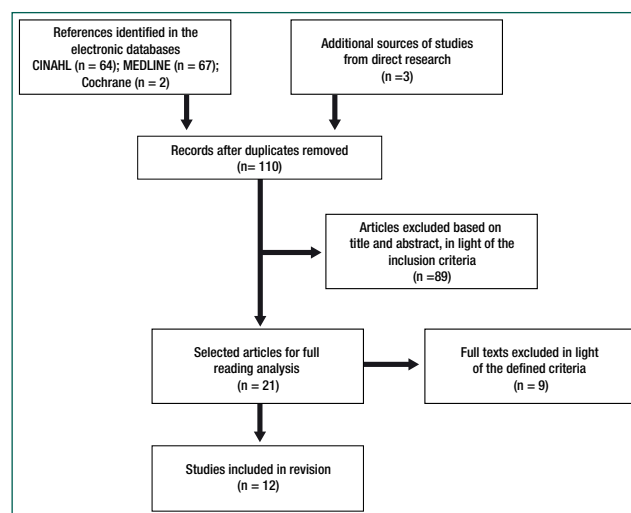 References identified in the
electronic databases
CINAHL (n = 64); MEDLINE (n = 67);
Cochrane (n = 2)
Additional sources of studies
from direct research
(n =3)
Records after duplicates removed
(n= 110)
Articles excluded based on
title and abstract, in light of the
inclusion criteria
(n =89)
Selected articles for full
reading analysis
(n = 21)
Full texts excluded in light
of the defined criteria
(n = 9)
Studies included in revision
(n = 12)